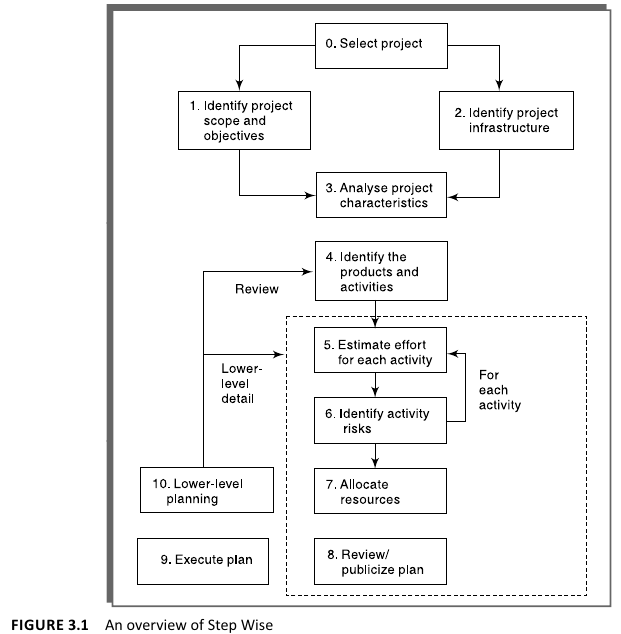 0. Select project
1. Identify project
scope and
objectives
2. Identify project
infrastructure
3. Analyse project
characteristics
4. Identify the
products and
activities
Review
5. Estimate effort
for each activity
Lower-
level
detail
For
each
activity
6. Identify activity
risks
10. Lower-level
planning
7. Allocate
resources
9. Execute plan
8. Review/
publicize plan
FIGURE 3.1 An overview of Step Wise